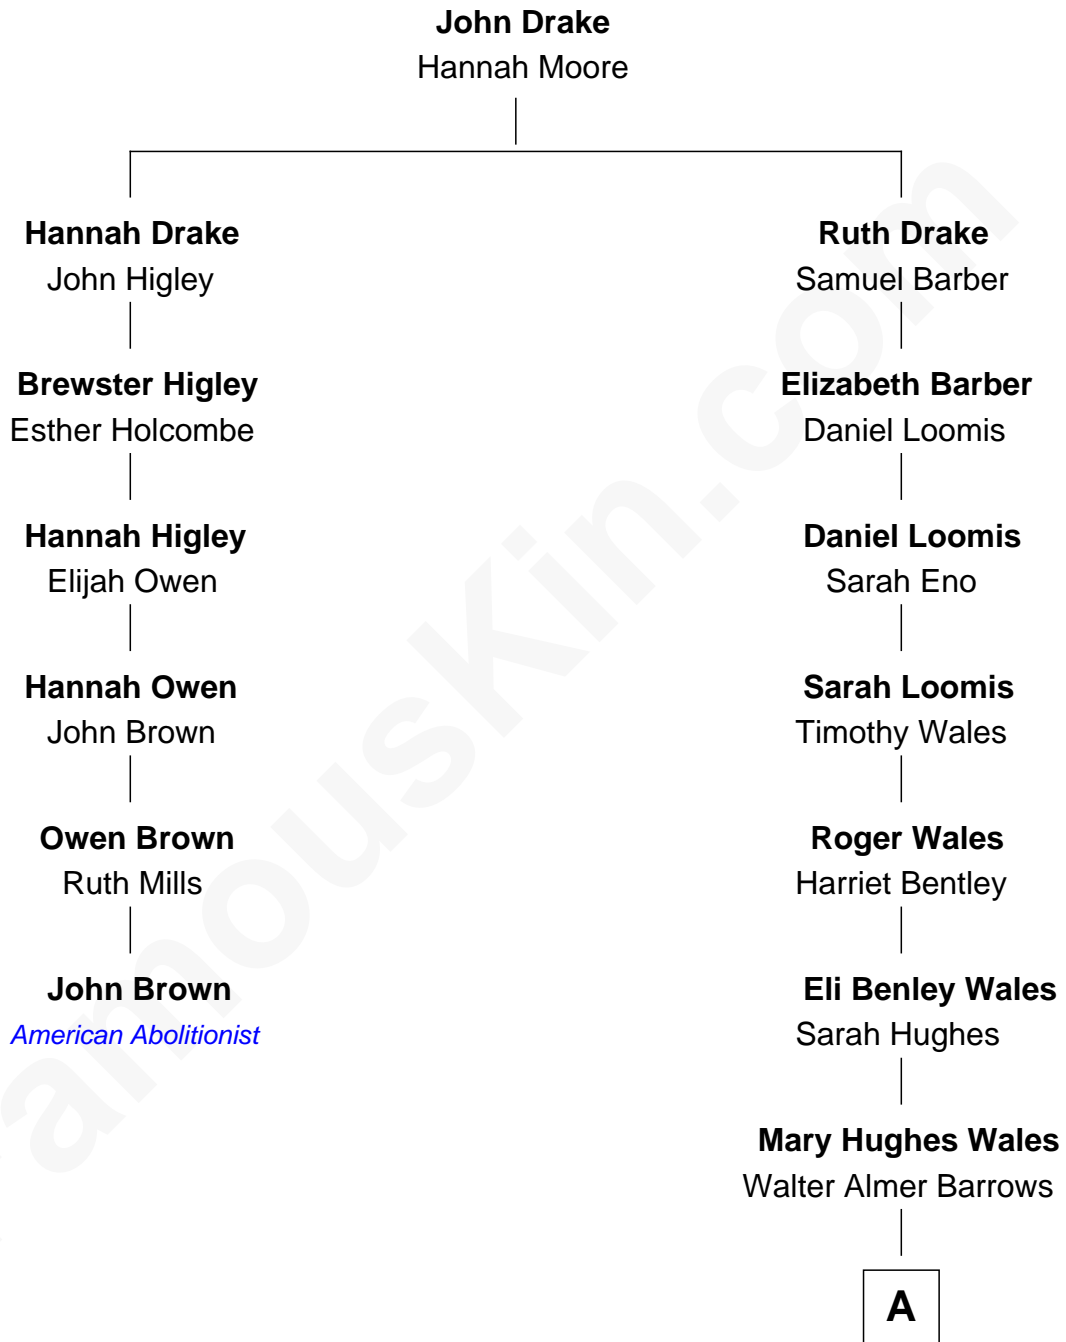 John Drake
Hannah Moore
Hannah Drake
John Higley
Ruth Drake
Samuel Barber
Brewster Higley
Esther Holcombe
Elizabeth Barber
Daniel Loomis
Hannah Higley
Elijah Owen
Daniel Loomis
Sarah Eno
Hannah Owen
John Brown
Sarah Loomis
Timothy Wales
Owen Brown
Ruth Mills
Roger Wales
Harriet Bentley
John Brown
American Abolitionist
Eli Benley Wales
Sarah Hughes
Mary Hughes Wales
Walter Almer Barrows
A
amousKin.com